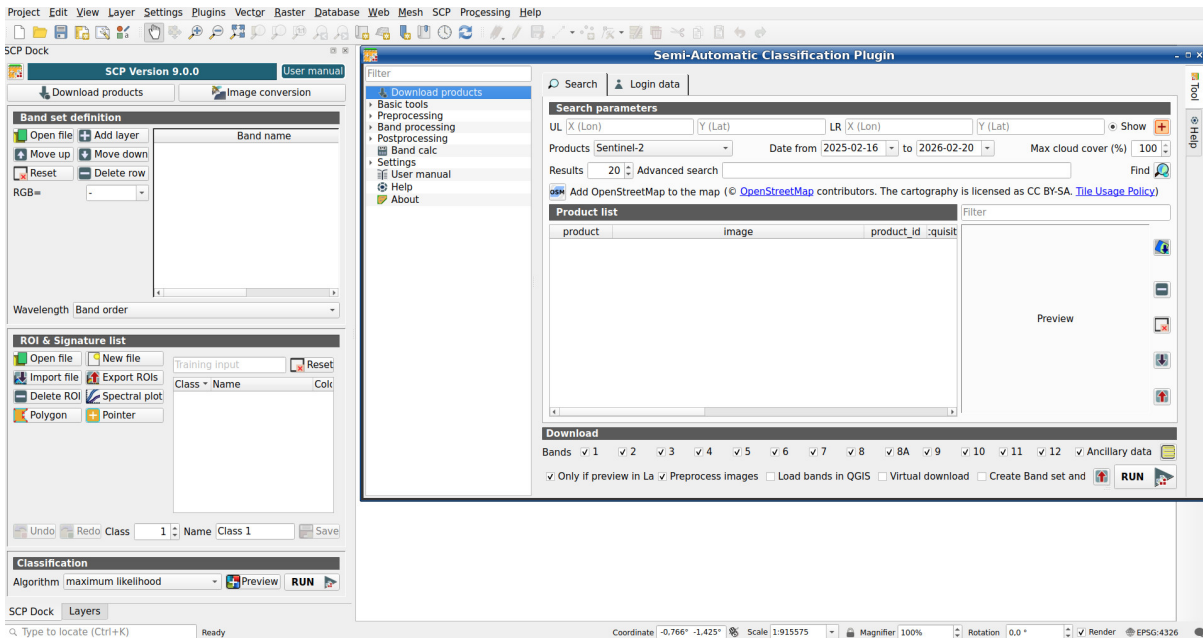 Project Edit View Layer Settings Plugins Vector Raster Database Web Mesh SCP Processing Help
SCP Dock
SCP Version 9.0.0 User manual
Download products Image conversion
Band set definition
Open file Add layer Band name
Move up Move down
Reset Delete row
RGB= -
Wavelength Band order
ROI & Signature list
Open file New file Training input Reset
Import file Export ROIs Class Name Colo
Delete ROI Spectral plot
Polygon Pointer
Undo Redo Class 1 Name Class 1 Save
Classification
Algorithm maximum likelihood Preview RUN
SCP Dock Layers
Semi-Automatic Classification Plugin
Filter
Download products
Basic tools
Preprocessing
Band processing
Postprocessing
Band calc
Settings
User manual
Help
About
Search Login data
Search parameters
UL X (Lon) Y (Lat) LR X (Lon) Y (Lat) Show
Products Sentinel-2 Date from 2025-02-16 to 2026-02-20 Max cloud cover (%) 100
Results 20 Advanced search Find
OSM Add OpenStreetMap to the map (© OpenStreetMap contributors. The cartography is licensed as CC BY-SA. Tile Usage Policy)
Product list Filter
product image product_id :quisit
Preview
Download
Bands 1 2 3 4 5 6 7 8 8A 9 10 11 12 Ancillary data
Only if preview in La Preprocess images Load bands in QGIS Virtual download Create Band set and RUN
Tool
Help
Type to locate (Ctrl+K) Ready Coordinate -0.766° -1.425° Scale 1:915575 Magnifier 100% Rotation 0.0 ° Render EPSG:4326